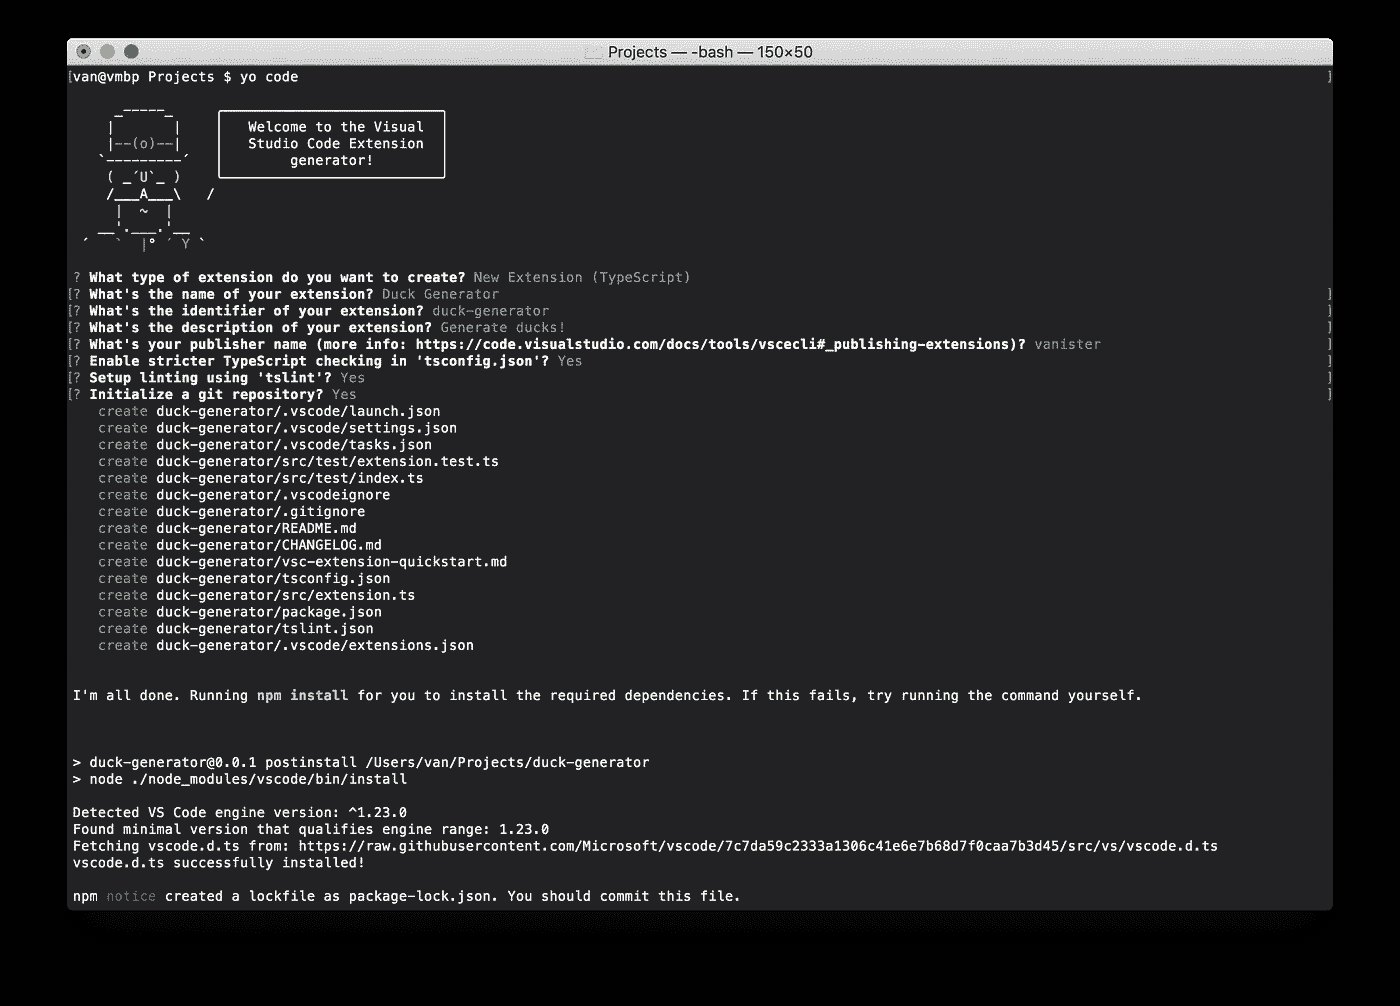 Projects — -bash — 150×50
[van@vmbp Projects $ yo code ]
     _-----_
    |       |
    |--(o)--|
   `---------´
    ( _´U`_ )
    /___A___\   /
     |  ~  |
   __'.___.'__
 ´   `  |° ´ Y `
Welcome to the Visual
Studio Code Extension
generator!
? What type of extension do you want to create? New Extension (TypeScript)
[? What's the name of your extension? Duck Generator ]
[? What's the identifier of your extension? duck-generator ]
[? What's the description of your extension? Generate ducks! ]
[? What's your publisher name (more info: https://code.visualstudio.com/docs/tools/vscecli#_publishing-extensions)? vanister ]
[? Enable stricter TypeScript checking in 'tsconfig.json'? Yes ]
[? Setup linting using 'tslint'? Yes ]
[? Initialize a git repository? Yes ]
create duck-generator/.vscode/launch.json
create duck-generator/.vscode/settings.json
create duck-generator/.vscode/tasks.json
create duck-generator/src/test/extension.test.ts
create duck-generator/src/test/index.ts
create duck-generator/.vscodeignore
create duck-generator/.gitignore
create duck-generator/README.md
create duck-generator/CHANGELOG.md
create duck-generator/vsc-extension-quickstart.md
create duck-generator/tsconfig.json
create duck-generator/src/extension.ts
create duck-generator/package.json
create duck-generator/tslint.json
create duck-generator/.vscode/extensions.json
I'm all done. Running npm install for you to install the required dependencies. If this fails, try running the command yourself.
> duck-generator@0.0.1 postinstall /Users/van/Projects/duck-generator
> node ./node_modules/vscode/bin/install
Detected VS Code engine version: ^1.23.0
Found minimal version that qualifies engine range: 1.23.0
Fetching vscode.d.ts from: https://raw.githubusercontent.com/Microsoft/vscode/7c7da59c2333a1306c41e6e7b68d7f0caa7b3d45/src/vs/vscode.d.ts
vscode.d.ts successfully installed!
npm notice created a lockfile as package-lock.json. You should commit this file.